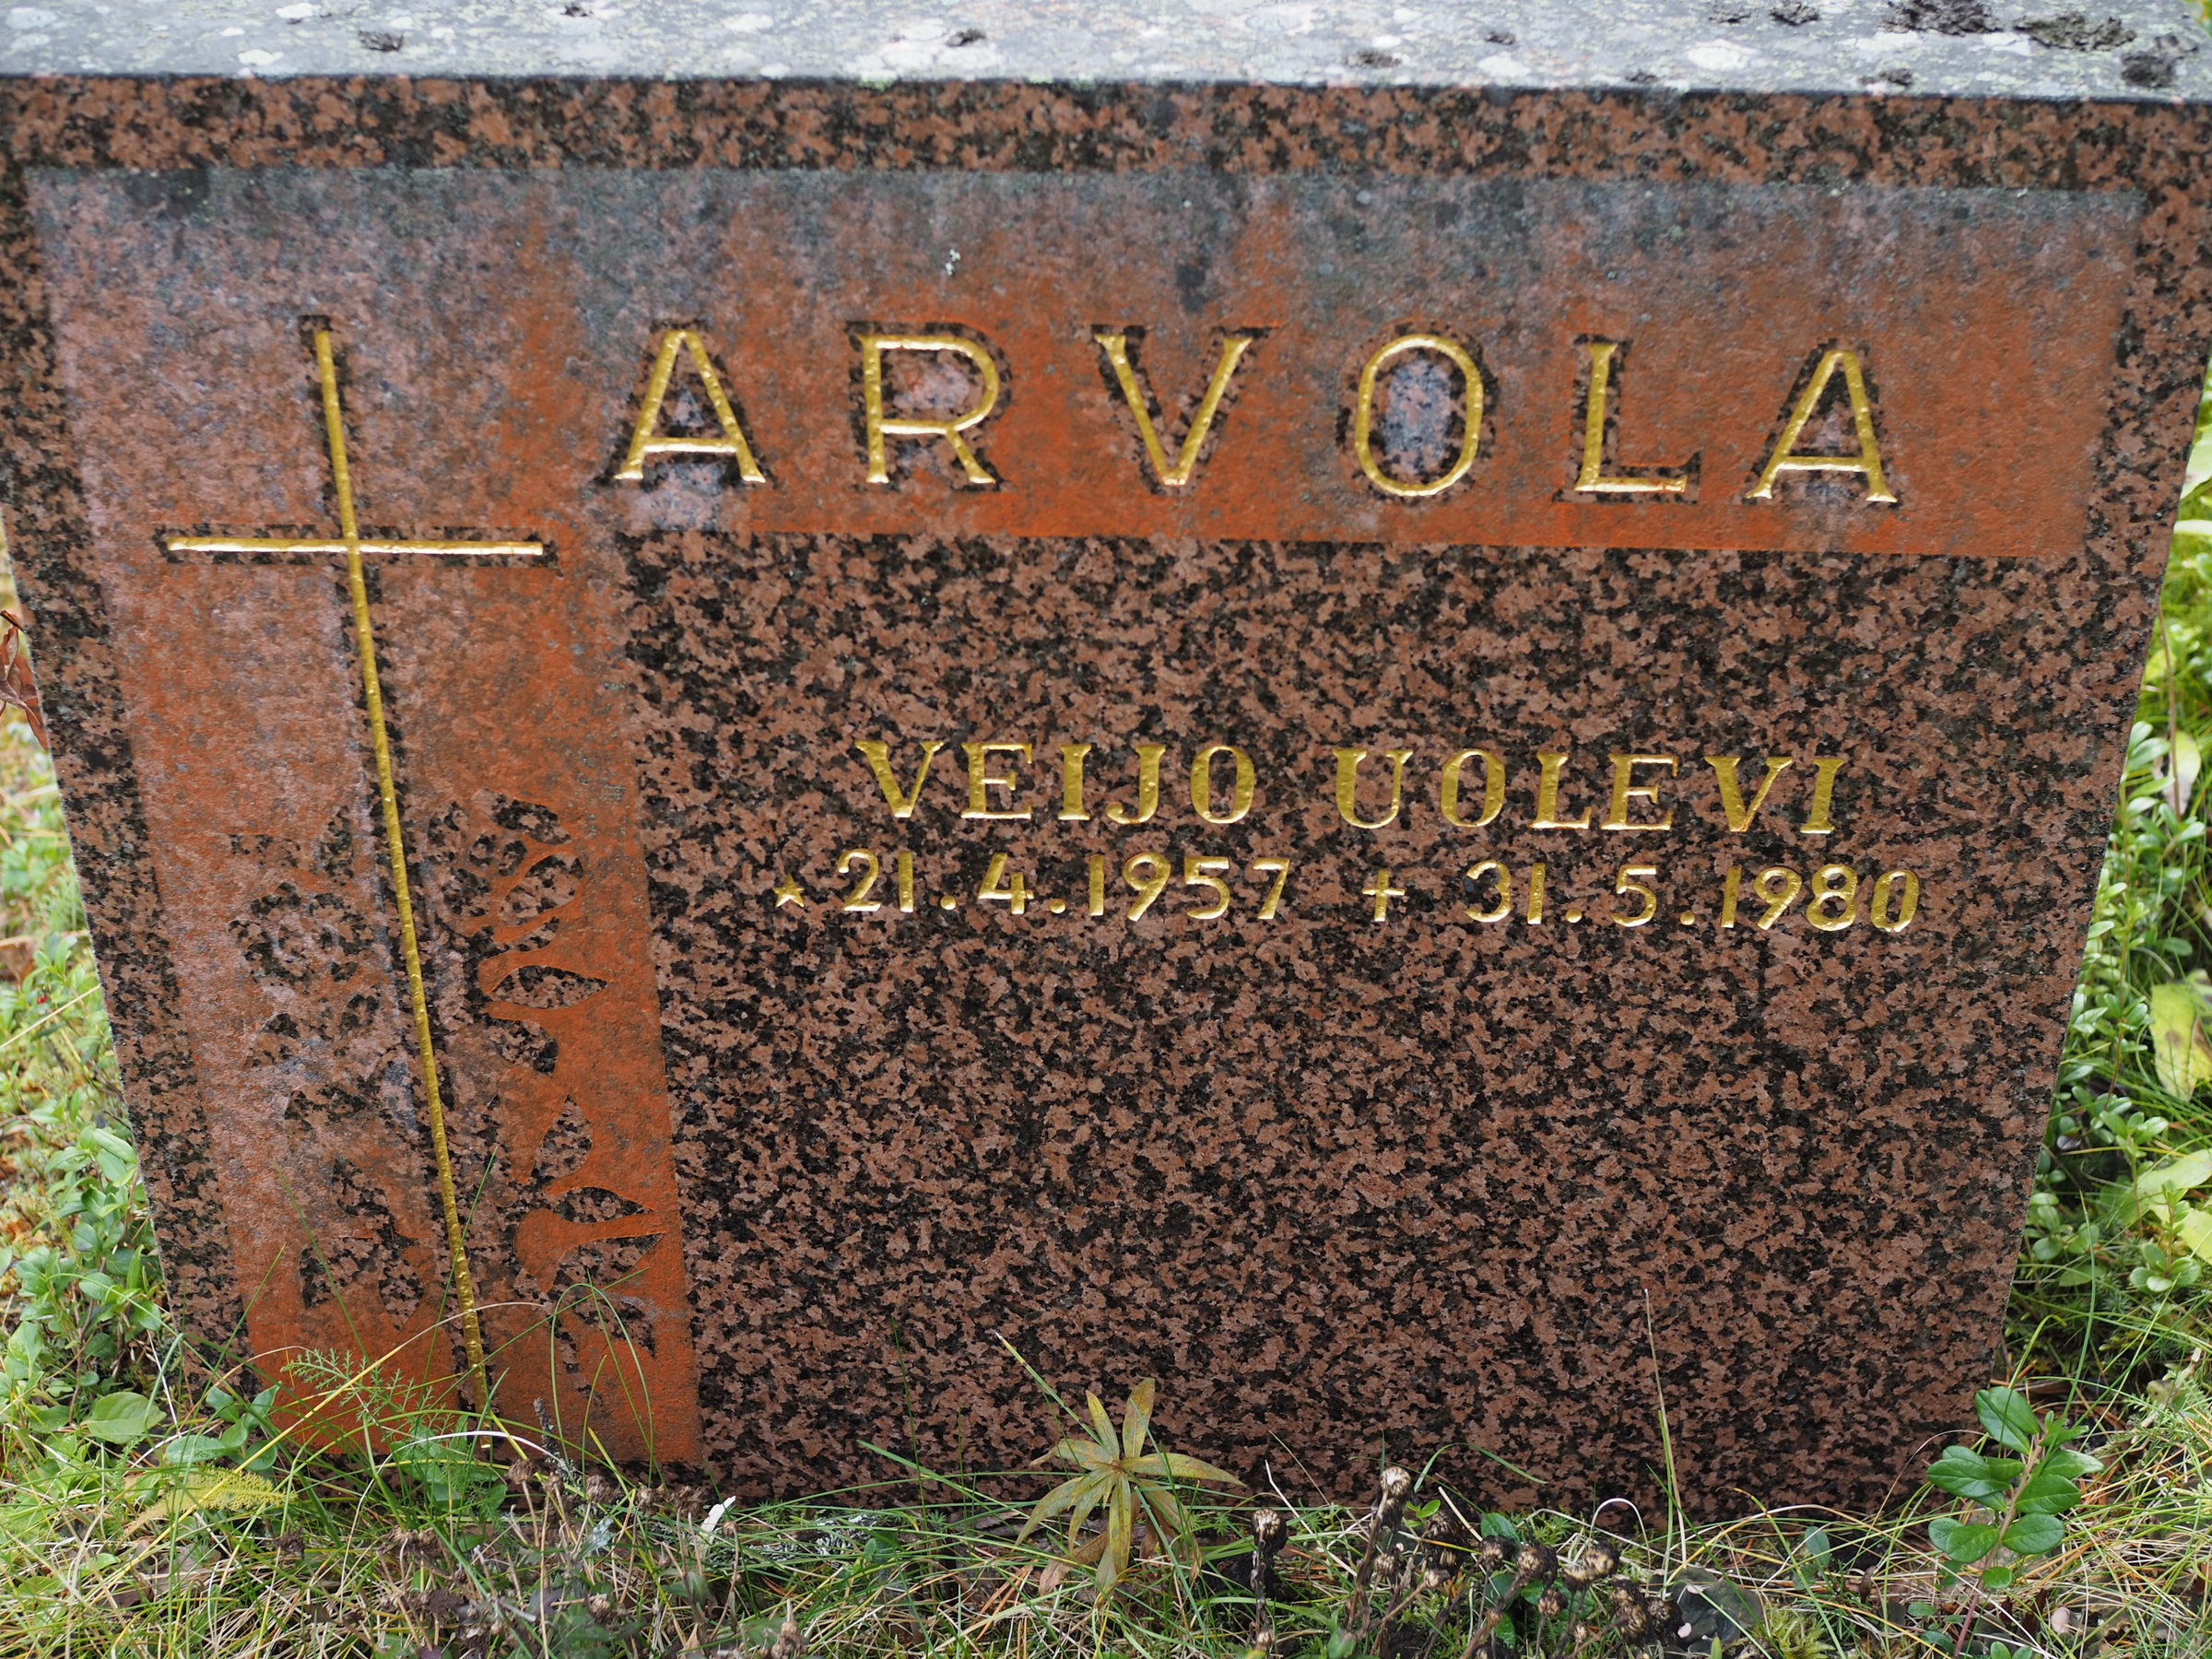 ARVOLA
VEIJO UOLEVI
★ 21.4.1957 + 31.5.1980